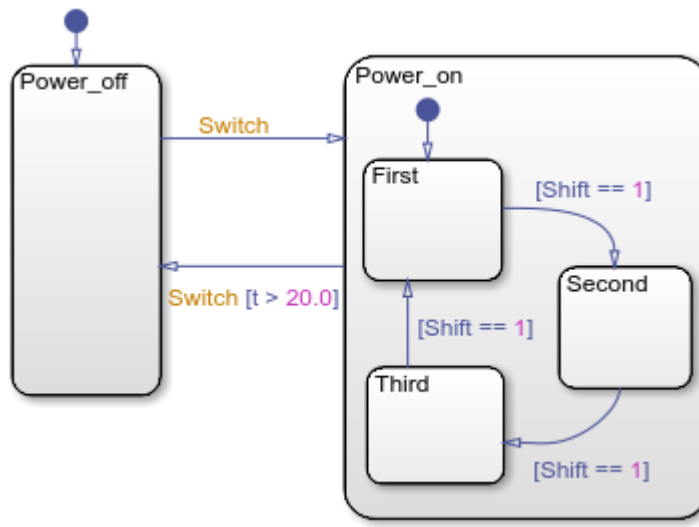 Power_off
Switch
Switch [t > 20.0]
Power_on
First
[Shift == 1]
Second
[Shift == 1]
Third
[Shift == 1]